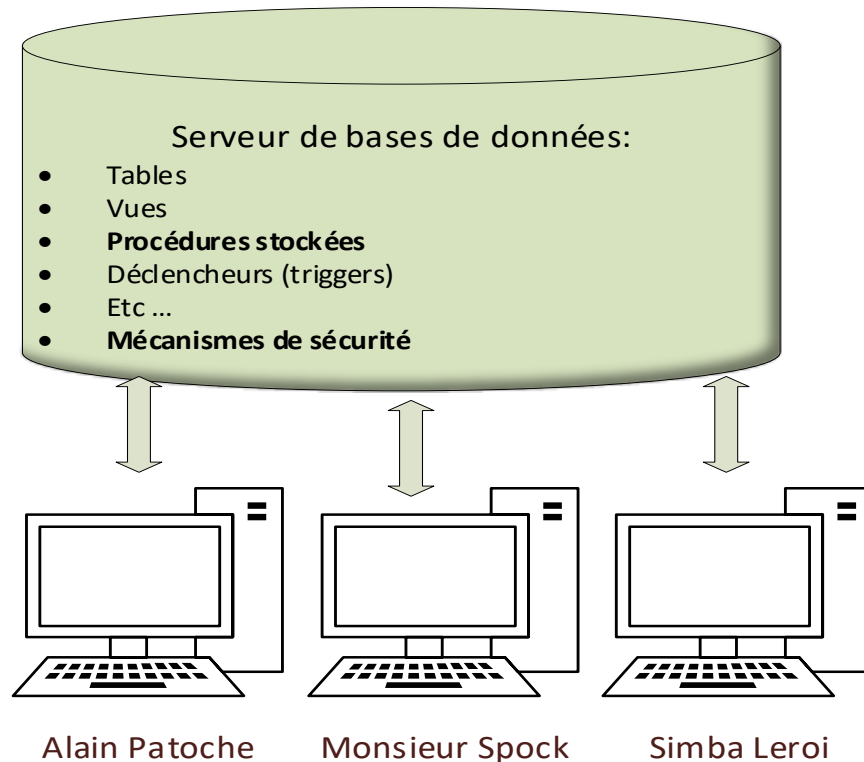 Serveur de bases de données:
• Tables
• Vues
• Procédures stockées
• Déclencheurs (triggers)
• Etc ...
• Mécanismes de sécurité
Alain Patoche Monsieur Spock Simba Leroi